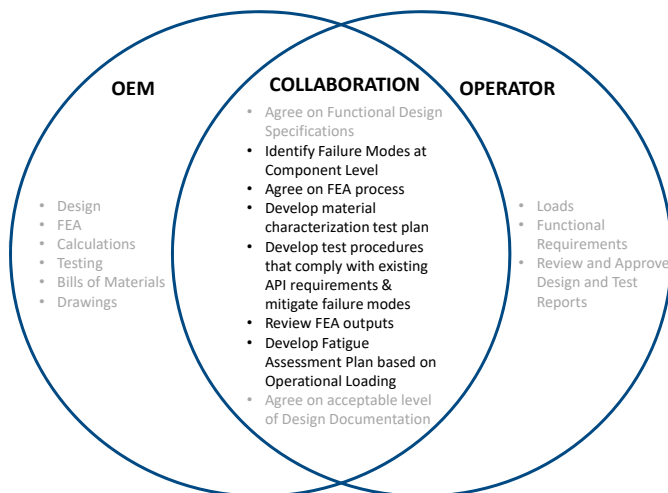 OEM
• Design
• FEA
• Calculations
• Testing
• Bills of Materials
• Drawings
COLLABORATION
• Agree on Functional Design
Specifications
• Identify Failure Modes at
Component Level
• Agree on FEA process
• Develop material
characterization test plan
• Develop test procedures
that comply with existing
API requirements &
mitigate failure modes
• Review FEA outputs
• Develop Fatigue
Assessment Plan based on
Operational Loading
• Agree on acceptable level
of Design Documentation
OPERATOR
• Loads
• Functional
Requirements
• Review and Approve
Design and Test
Reports